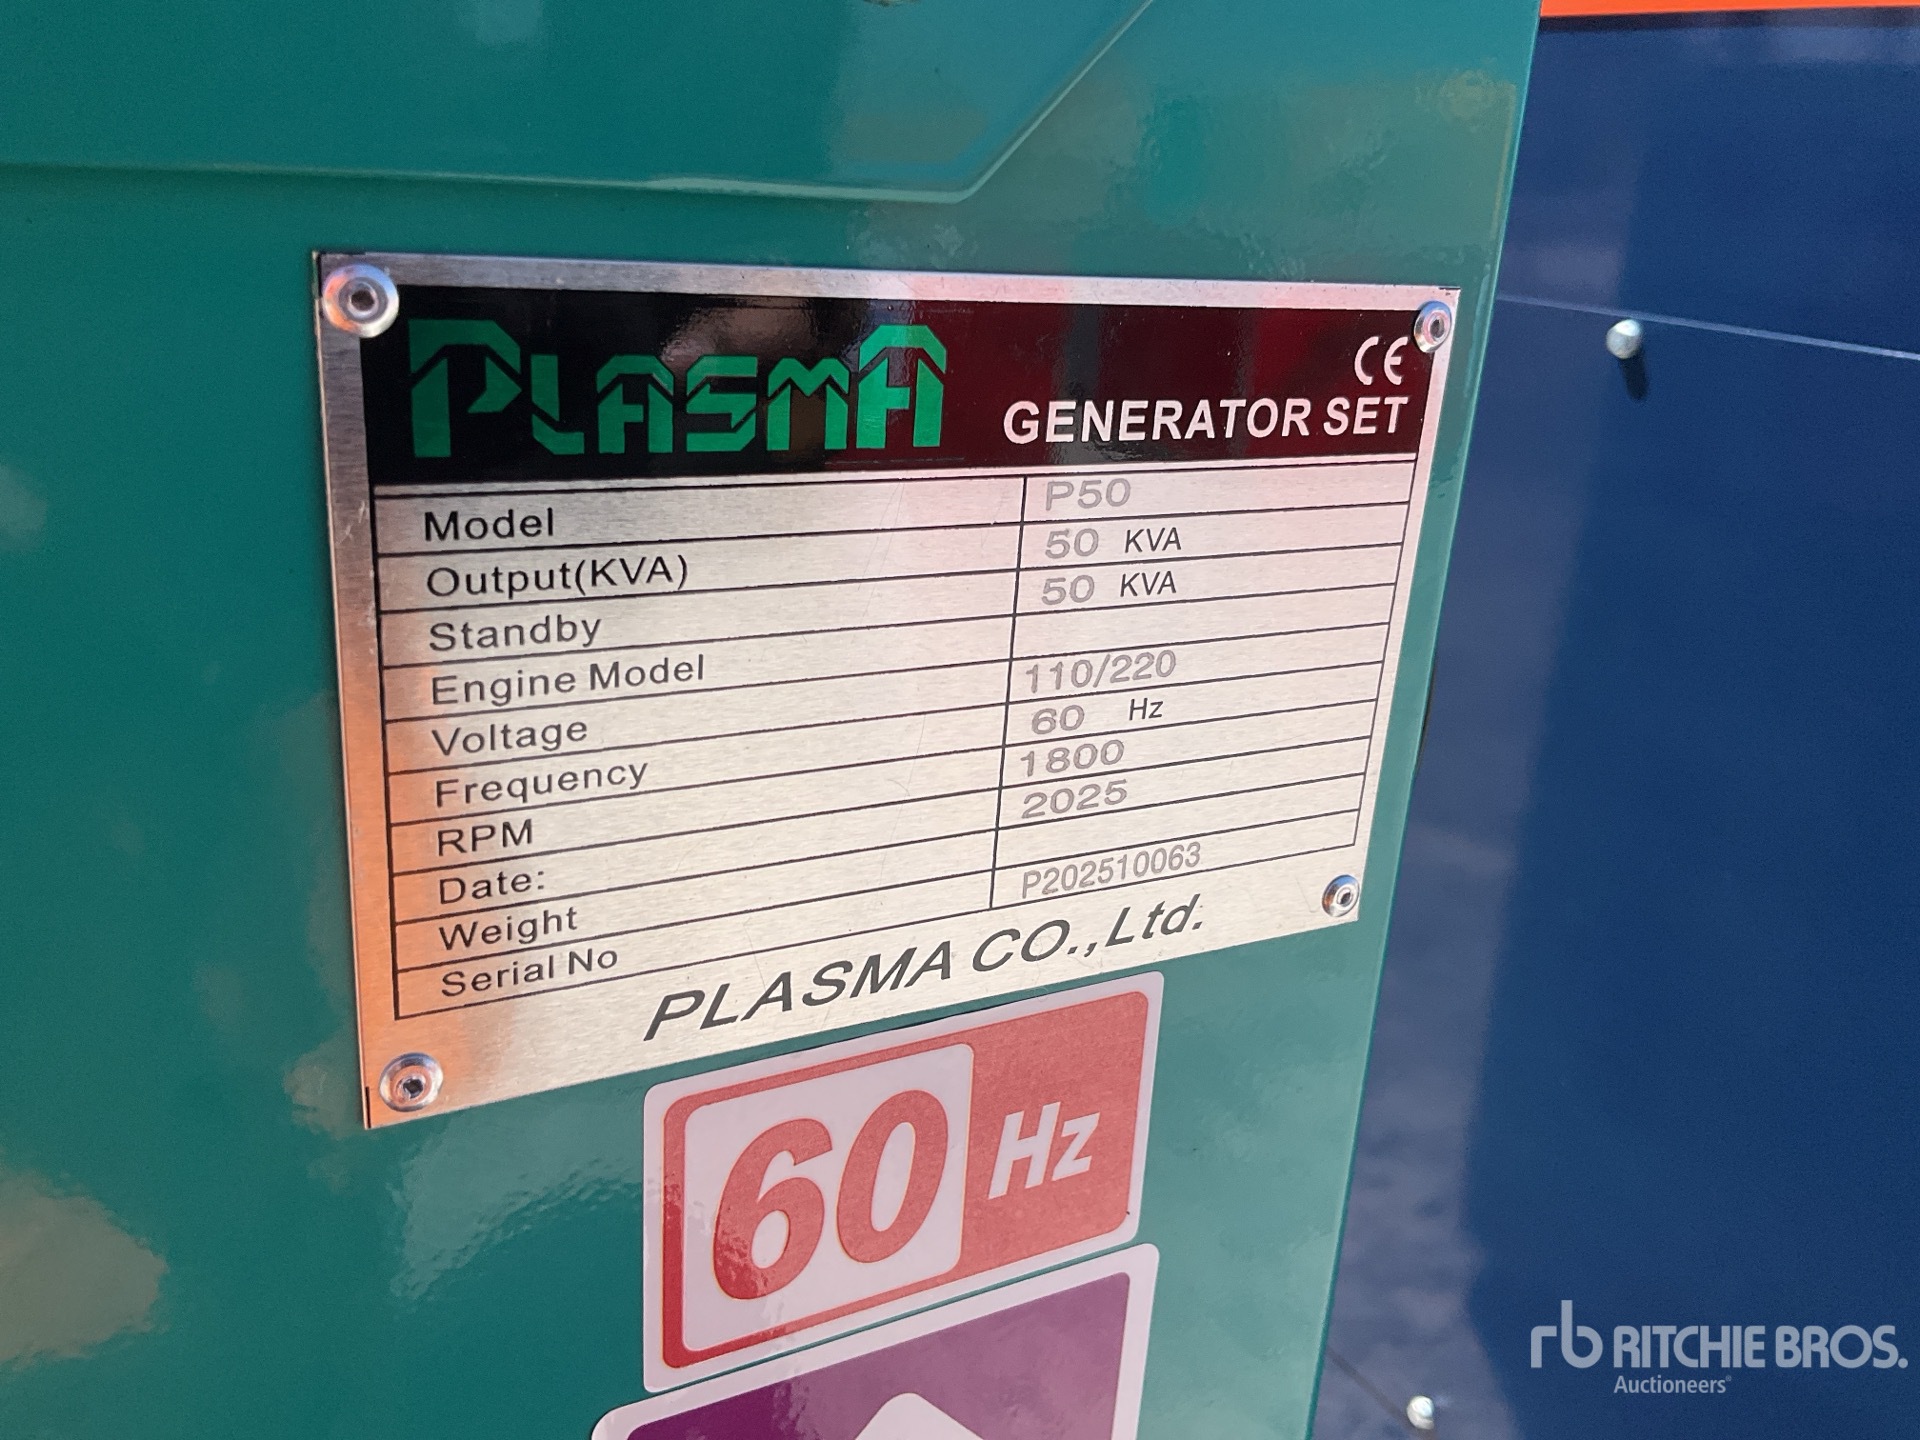 PLASMA
CE
GENERATOR SET
Model P50
Output(KVA) 50 KVA
Standby 50 KVA
Engine Model
Voltage 110/220
Frequency 60 Hz
RPM 1800
Date: 2025
Weight
Serial No P202510063
PLASMA CO.,Ltd.
60 Hz
rb RITCHIE BROS.
Auctioneers